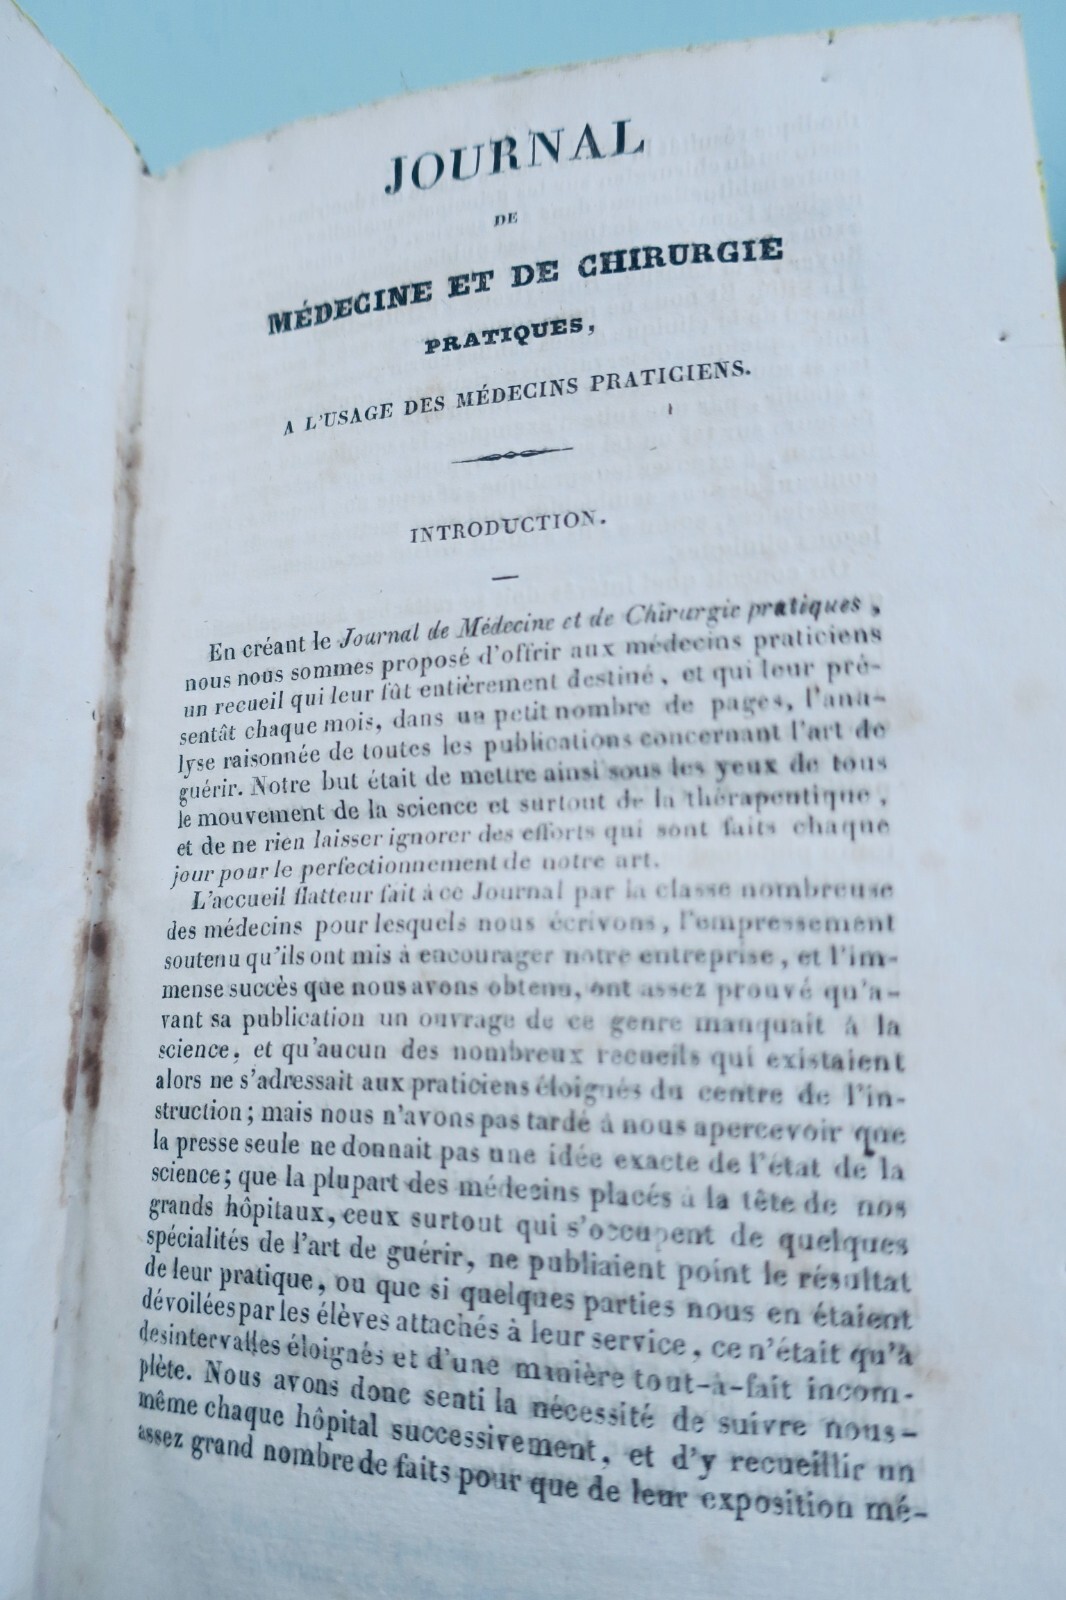 JOURNAL
DE
MÉDECINE ET DE CHIRURGIE
PRATIQUES,
A L'USAGE DES MÉDECINS PRATICIENS.
INTRODUCTION.
En créant le Journal de Médecine et de Chirurgie pratiques,
nous nous sommes proposé d'offrir aux médecins praticiens
un recueil qui leur fût entièrement destiné, et qui leur pré-
sentât chaque mois, dans un petit nombre de pages, l'ana-
lyse raisonnée de toutes les publications concernant l'art de
guérir. Notre but était de mettre ainsi sous les yeux de tous
le mouvement de la science et surtout de la thérapeutique,
et de ne rien laisser ignorer des efforts qui sont faits chaque
jour pour le perfectionnement de notre art.
L'accueil flatteur fait à ce Journal par la classe nombreuse
des médecins pour lesquels nous écrivons, l'empressement
soutenu qu'ils ont mis à encourager notre entreprise, et l'im-
mense succès que nous avons obtenu, ont assez prouvé qu'a-
vant sa publication un ouvrage de ce genre manquait à la
science, et qu'aucun des nombreux recueils qui existaient
alors ne s'adressait aux praticiens éloignés du centre de l'in-
struction; mais nous n'avons pas tardé à nous apercevoir que
la presse seule ne donnait pas une idée exacte de l'état de la
science; que la plupart des médecins placés à la tête de nos
grands hôpitaux, ceux surtout qui s'occupent de quelques
spécialités de l'art de guérir, ne publiaient point le résultat
de leur pratique, ou que si quelques parties nous en étaient
dévoilées par les élèves attachés à leur service, ce n'était qu'à
des intervalles éloignés et d'une manière tout-à-fait incom-
plète. Nous avons donc senti la nécessité de suivre nous-
même chaque hôpital successivement, et d'y recueillir un
assez grand nombre de faits pour que de leur exposition mé-